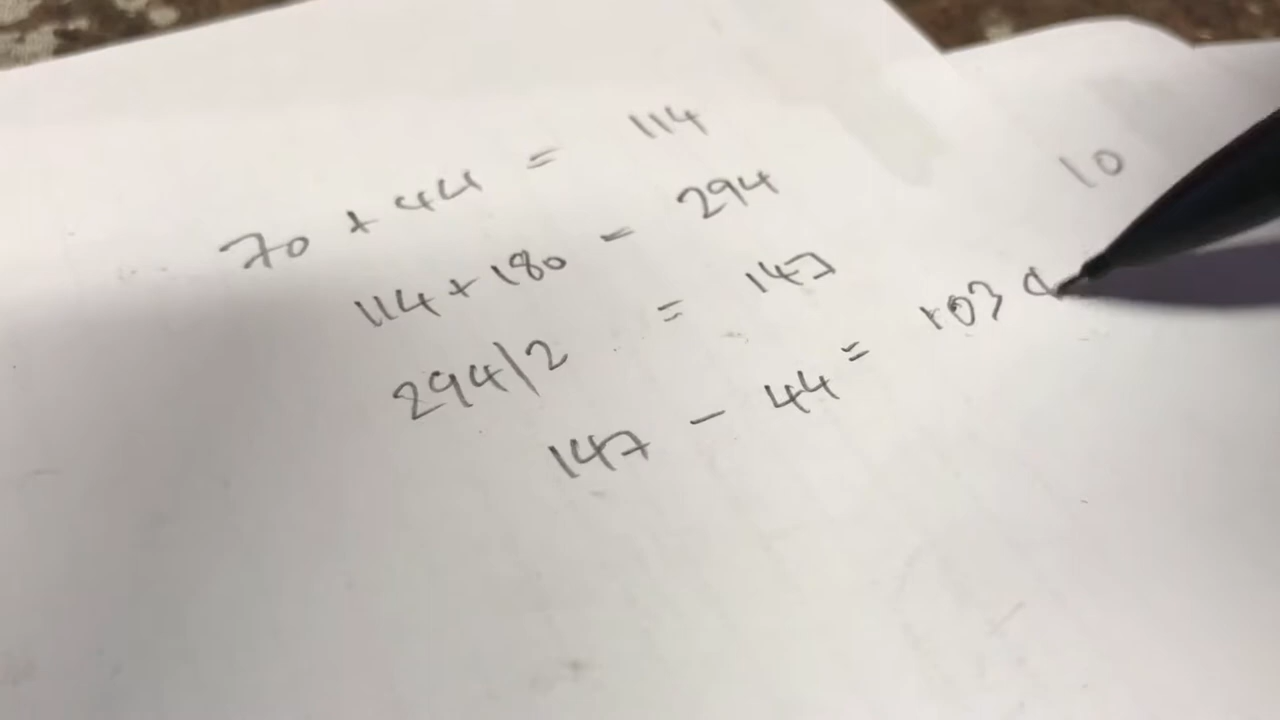 70 + 44 = 114
114 + 180 = 294
294/2 = 147
147 - 44 = 103
10